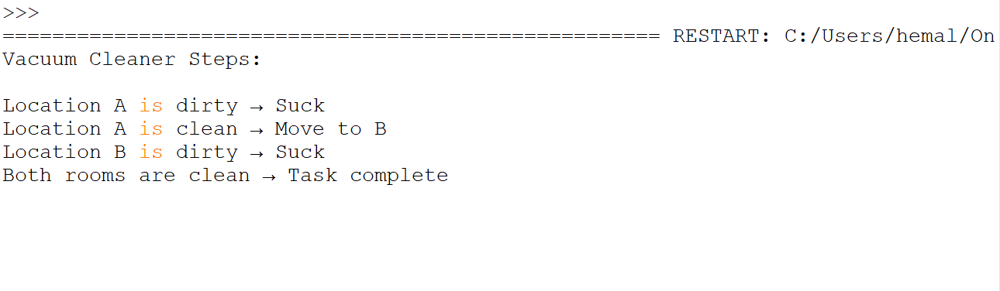 >>>
===================================================== RESTART: C:/Users/hemal/On
Vacuum Cleaner Steps:
Location A is dirty → Suck
Location A is clean → Move to B
Location B is dirty → Suck
Both rooms are clean → Task complete